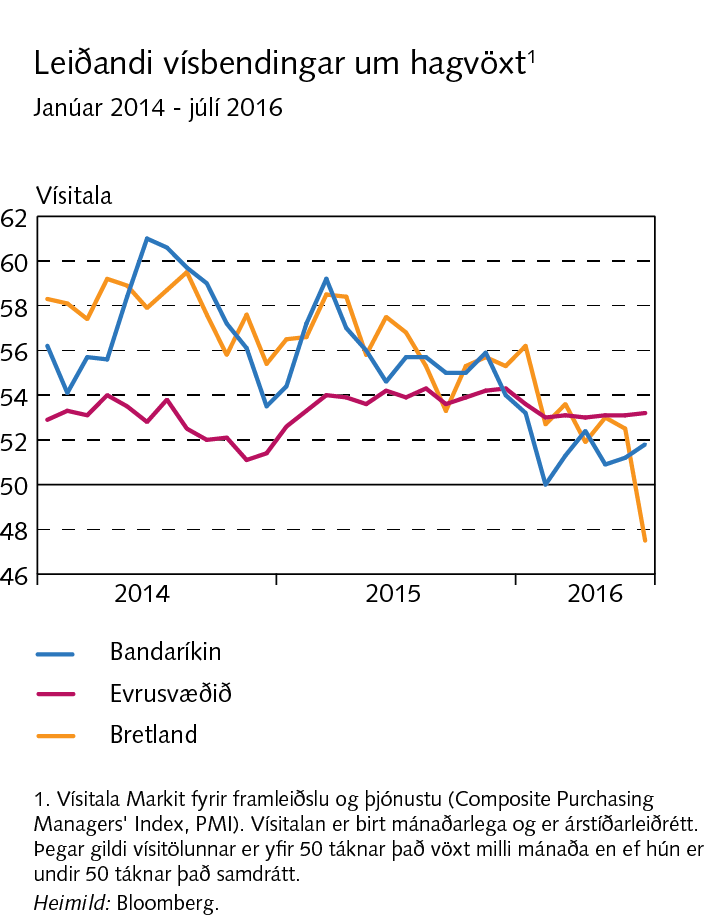 Leiðandi vísbendingar um hagvöxt¹
Janúar 2014 - júlí 2016
Vísitala
62
60
58
56
54
52
50
48
46
2014 2015 2016
Bandaríkin
Evrusvæðið
Bretland
1. Vísitala Markit fyrir framleiðslu og þjónustu (Composite Purchasing
Managers' Index, PMI). Vísitalan er birt mánaðarlega og er árstíðarleiðrétt.
Þegar gildi vísitölunnar er yfir 50 táknar það vöxt milli mánaða en ef hún er
undir 50 táknar það samdrátt.
Heimild: Bloomberg.